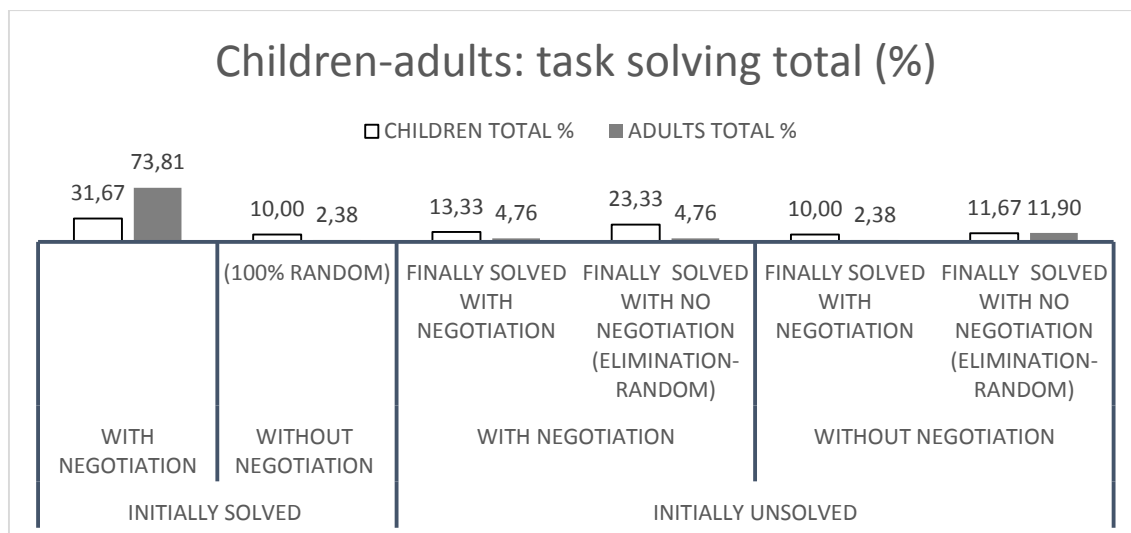 Children-adults: task solving total (%)
CHILDREN TOTAL % ADULTS TOTAL %
31,67 73,81 10,00 2,38 13,33 4,76 23,33 4,76 10,00 2,38 11,67 11,90
(100% RANDOM)
FINALLY SOLVED
WITH
NEGOTIATION
FINALLY SOLVED
WITH NO
NEGOTIATION
(ELIMINATION-
RANDOM)
FINALLY SOLVED
WITH
NEGOTIATION
FINALLY SOLVED
WITH NO
NEGOTIATION
(ELIMINATION-
RANDOM)
WITH
NEGOTIATION
WITHOUT
NEGOTIATION
WITH NEGOTIATION
WITHOUT NEGOTIATION
INITIALLY SOLVED
INITIALLY UNSOLVED